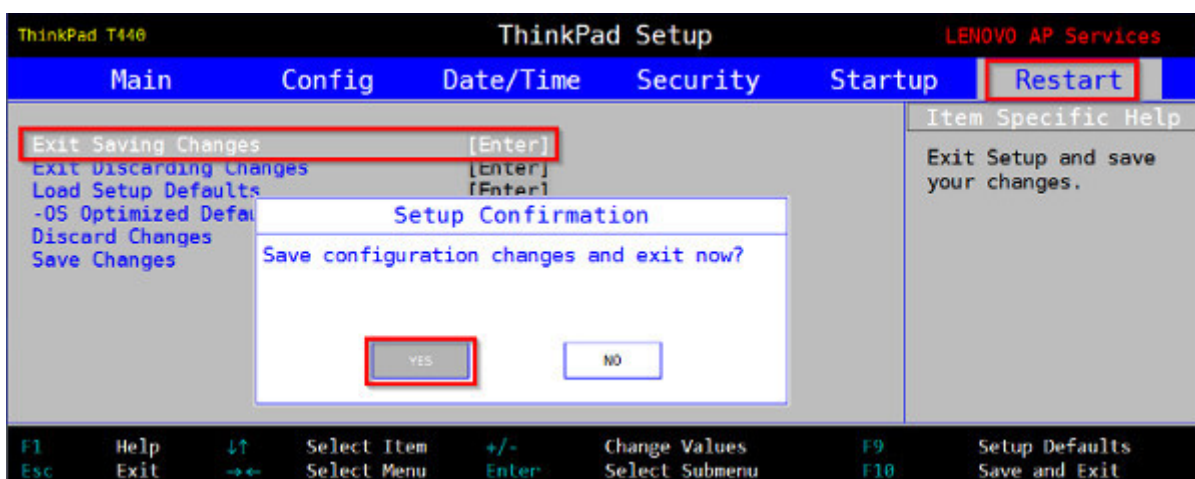 ThinkPad T440 ThinkPad Setup LENOVO AP Services
Main Config Date/Time Security Startup Restart
Item Specific Help
Exit Setup and save
your changes.
Exit Saving Changes [Enter]
Exit Discarding Changes [Enter]
Load Setup Defaults [Enter]
-OS Optimized
Discard Changes
Save Changes
Setup Confirmation
Save configuration changes and exit now?
YES NO
F1 Help ↓↑ Select Item +/- Change Values F9 Setup Defaults
Esc Exit →← Select Menu Enter Select Submenu F10 Save and Exit